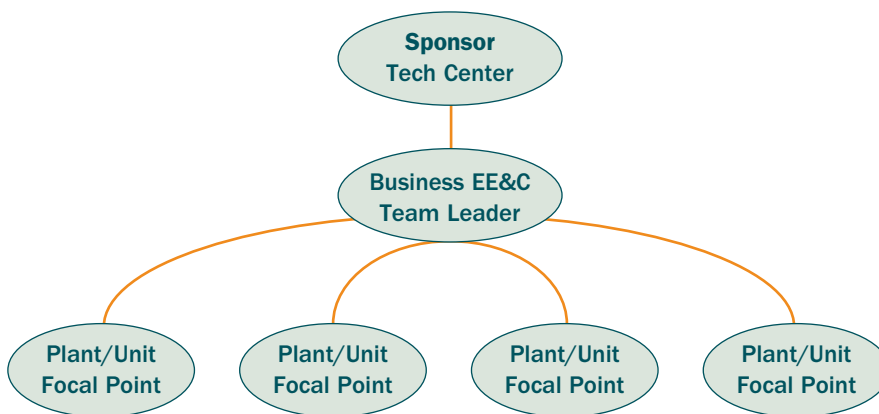 Sponsor
Tech Center
Business EE&C
Team Leader
Plant/Unit
Focal Point
Plant/Unit
Focal Point
Plant/Unit
Focal Point
Plant/Unit
Focal Point